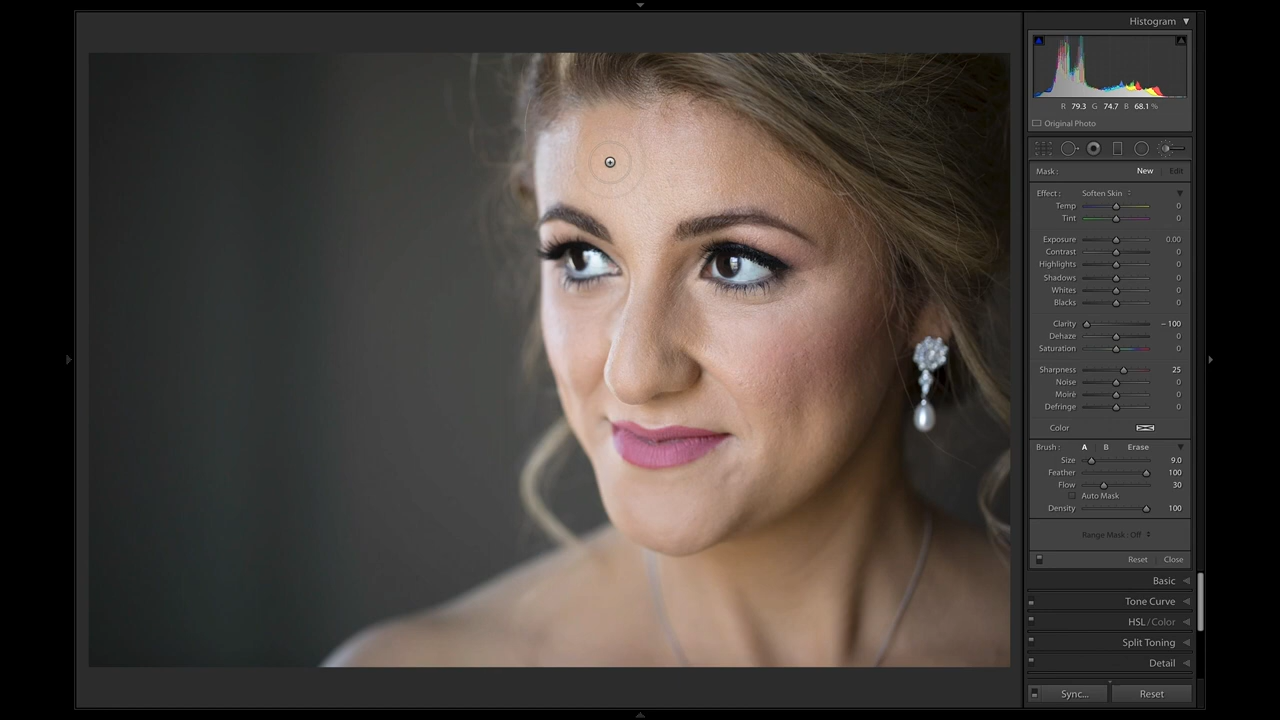 Histogram
R 79.3 G 74.7 B 68.1 %
Original Photo
Mask : New Edit
Effect : Soften Skin
Temp 0
Tint 0
Exposure 0.00
Contrast 0
Highlights 0
Shadows 0
Whites 0
Blacks 0
Clarity – 100
Dehaze 0
Saturation 0
Sharpness 25
Noise 0
Moiré 0
Defringe 0
Color
Brush : A B Erase
Size 9.0
Feather 100
Flow 30
Auto Mask
Density 100
Range Mask : Off
Reset Close
Basic
Tone Curve
HSL / Color
Split Toning
Detail
Sync... Reset